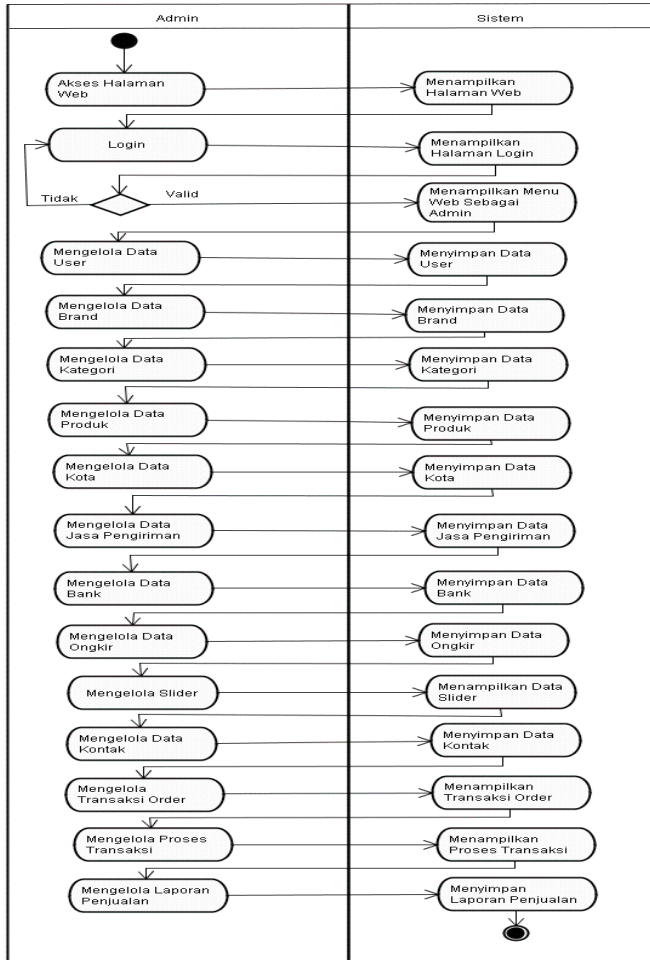 Admin
Sistem
Akses Halaman
Web
Menampilkan
Halaman Web
Login
Menampilkan
Halaman Login
Tidak
Valid
Menampilkan Menu
Web Sebagai
Admin
Mengelola Data
User
Menyimpan Data
User
Mengelola Data
Brand
Menyimpan Data
Brand
Mengelola Data
Kategori
Menyimpan Data
Kategori
Mengelola Data
Produk
Menyimpan Data
Produk
Mengelola Data
Kota
Menyimpan Data
Kota
Mengelola Data
Jasa Pengiriman
Menyimpan Data
Jasa Pengiriman
Mengelola Data
Bank
Menyimpan Data
Bank
Mengelola Data
Ongkir
Menyimpan Data
Ongkir
Mengelola Slider
Menampilkan Data
Slider
Mengelola Data
Kontak
Menyimpan Data
Kontak
Mengelola
Transaksi Order
Menampilkan
Transaksi Order
Mengelola Proses
Transaksi
Menampilkan
Proses Transaksi
Mengelola Laporan
Penjualan
Menyimpan
Laporan Penjualan